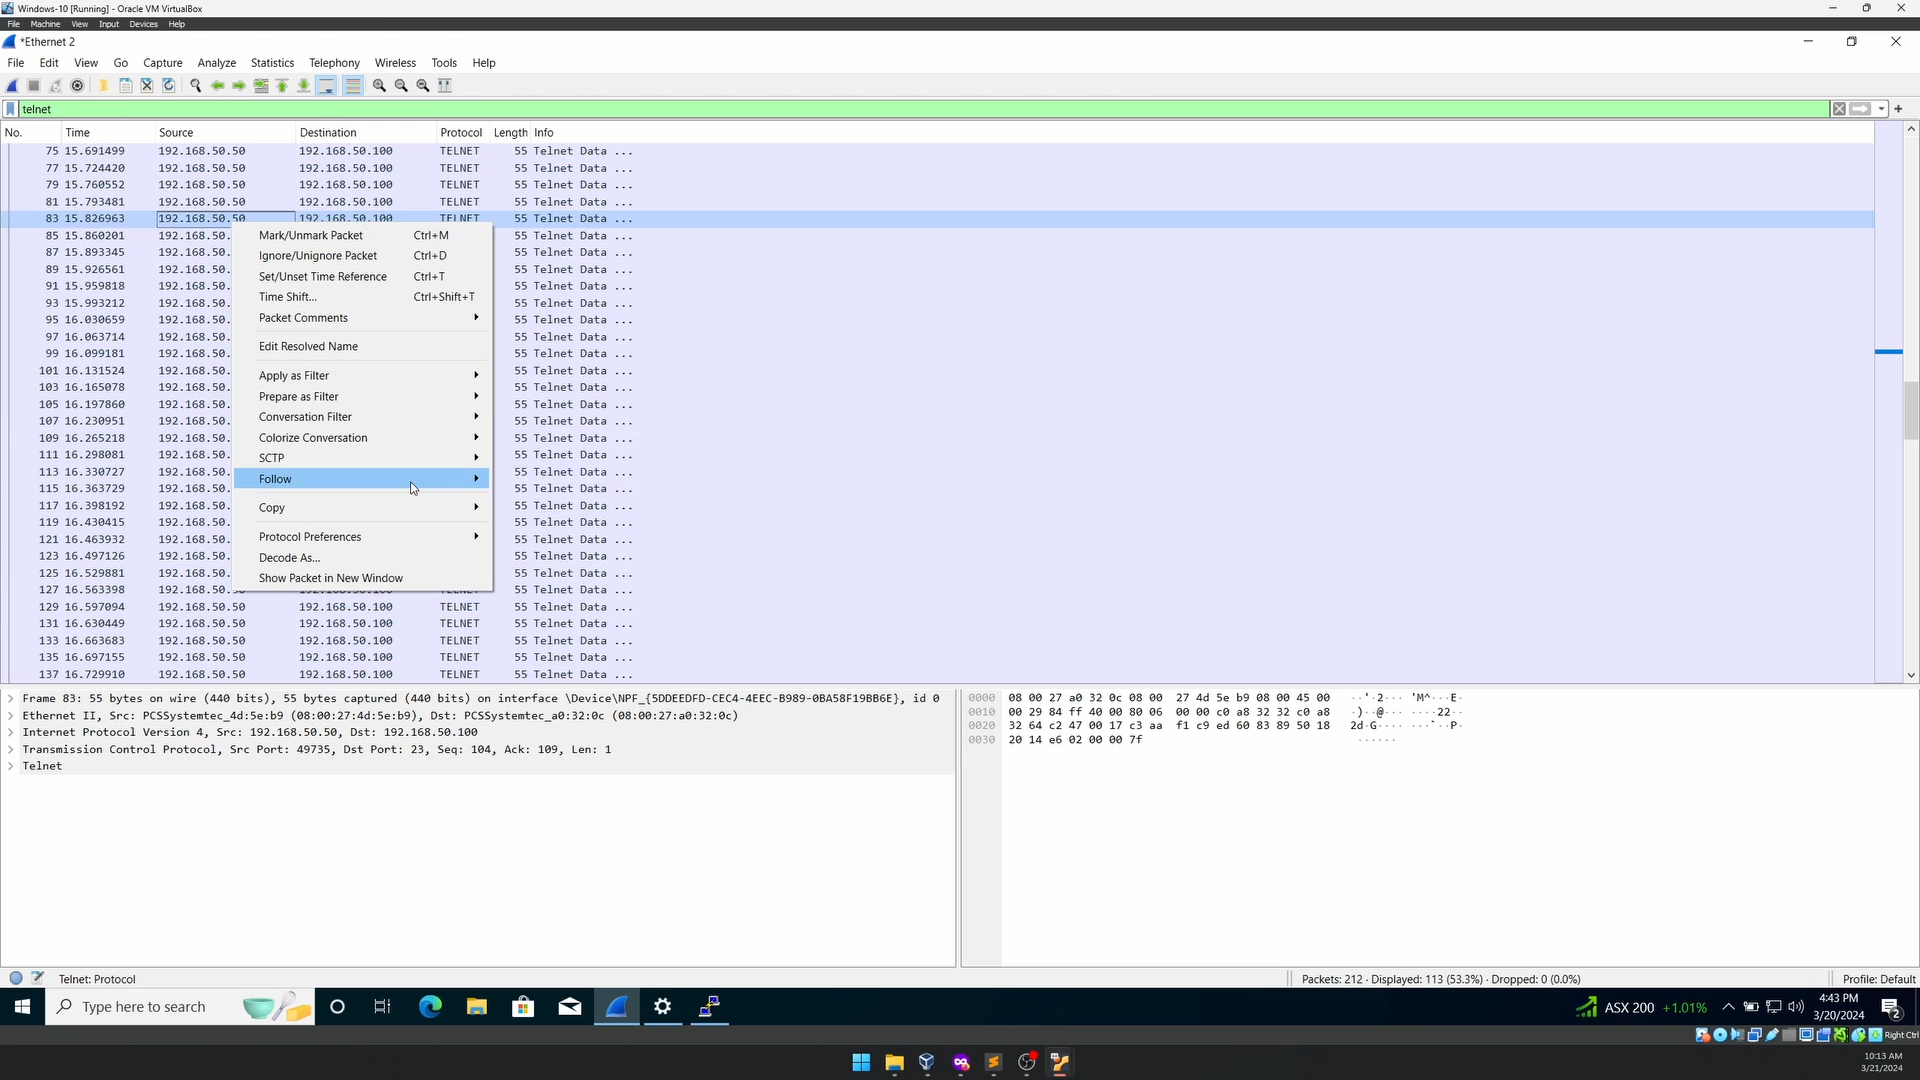 Windows-10 [Running] - Oracle VM VirtualBox
File Machine View Input Devices Help
*Ethernet 2
File Edit View Go Capture Analyze Statistics Telephony Wireless Tools Help
telnet
No. Time Source Destination Protocol Length Info
75 15.691499 192.168.50.50 192.168.50.100 TELNET 55 Telnet Data ...
77 15.724420 192.168.50.50 192.168.50.100 TELNET 55 Telnet Data ...
79 15.760552 192.168.50.50 192.168.50.100 TELNET 55 Telnet Data ...
81 15.793481 192.168.50.50 192.168.50.100 TELNET 55 Telnet Data ...
83 15.826963 192.168.50.50 192.168.50.100 TELNET 55 Telnet Data ...
85 15.860201 192.168.50. 55 Telnet Data ...
87 15.893345 192.168.50. 55 Telnet Data ...
89 15.926561 192.168.50. 55 Telnet Data ...
91 15.959818 192.168.50. 55 Telnet Data ...
93 15.993212 192.168.50. 55 Telnet Data ...
95 16.030659 192.168.50. 55 Telnet Data ...
97 16.063714 192.168.50. 55 Telnet Data ...
99 16.099181 192.168.50. 55 Telnet Data ...
101 16.131524 192.168.50. 55 Telnet Data ...
103 16.165078 192.168.50. 55 Telnet Data ...
105 16.197860 192.168.50. 55 Telnet Data ...
107 16.230951 192.168.50. 55 Telnet Data ...
109 16.265218 192.168.50. 55 Telnet Data ...
111 16.298081 192.168.50. 55 Telnet Data ...
113 16.330727 192.168.50. 55 Telnet Data ...
115 16.363729 192.168.50. 55 Telnet Data ...
117 16.398192 192.168.50. 55 Telnet Data ...
119 16.430415 192.168.50. 55 Telnet Data ...
121 16.463932 192.168.50. 55 Telnet Data ...
123 16.497126 192.168.50. 55 Telnet Data ...
125 16.529881 192.168.50. 55 Telnet Data ...
127 16.563398 192.168.50.50 192.168.50.100 TELNET 55 Telnet Data ...
129 16.597094 192.168.50.50 192.168.50.100 TELNET 55 Telnet Data ...
131 16.630449 192.168.50.50 192.168.50.100 TELNET 55 Telnet Data ...
133 16.663683 192.168.50.50 192.168.50.100 TELNET 55 Telnet Data ...
135 16.697155 192.168.50.50 192.168.50.100 TELNET 55 Telnet Data ...
137 16.729910 192.168.50.50 192.168.50.100 TELNET 55 Telnet Data ...
Mark/Unmark Packet Ctrl+M
Ignore/Unignore Packet Ctrl+D
Set/Unset Time Reference Ctrl+T
Time Shift... Ctrl+Shift+T
Packet Comments
Edit Resolved Name
Apply as Filter
Prepare as Filter
Conversation Filter
Colorize Conversation
SCTP
Follow
Copy
Protocol Preferences
Decode As...
Show Packet in New Window
Frame 83: 55 bytes on wire (440 bits), 55 bytes captured (440 bits) on interface \Device\NPF_{5DDEEDFD-CEC4-4EEC-B989-0BA58F19BB6E}, id 0
Ethernet II, Src: PCSSystemtec_4d:5e:b9 (08:00:27:4d:5e:b9), Dst: PCSSystemtec_a0:32:0c (08:00:27:a0:32:0c)
Internet Protocol Version 4, Src: 192.168.50.50, Dst: 192.168.50.100
Transmission Control Protocol, Src Port: 49735, Dst Port: 23, Seq: 104, Ack: 109, Len: 1
Telnet
0000 08 00 27 a0 32 0c 08 00 27 4d 5e b9 08 00 45 00 ··'·2··· 'M^···E·
0010 00 29 84 ff 40 00 80 06 00 00 c0 a8 32 32 c0 a8 ·)··@··· ····22··
0020 32 64 c2 47 00 17 c3 aa f1 c9 ed 60 83 89 50 18 2d·G···· ···`··P·
0030 20 14 e6 02 00 00 7f ······
Telnet: Protocol
Packets: 212 · Displayed: 113 (53.3%) · Dropped: 0 (0.0%)
Profile: Default
Type here to search
ASX 200 +1.01%
4:43 PM
3/20/2024
2
Right Ctrl
10:13 AM
3/21/2024